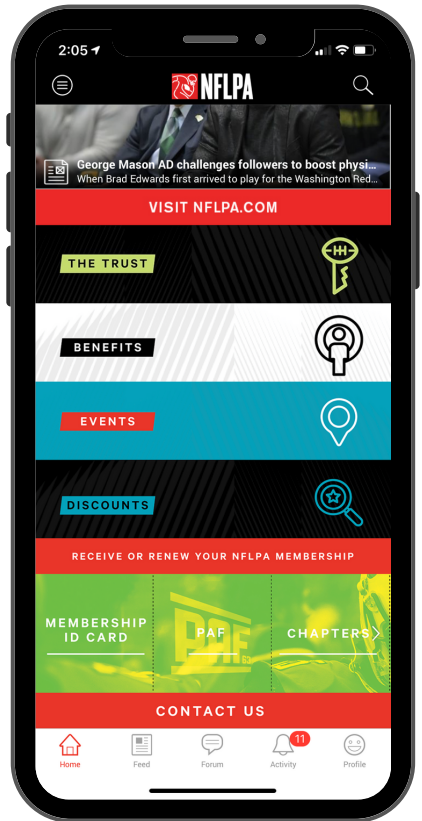 2:05
NFLPA
George Mason AD challenges followers to boost physi...
When Brad Edwards first arrived to play for the Washington Red...
VISIT NFLPA.COM
THE TRUST
BENEFITS
EVENTS
DISCOUNTS
RECEIVE OR RENEW YOUR NFLPA MEMBERSHIP
MEMBERSHIP
ID CARD
PAF
PAF
63
CHAPTERS
CONTACT US
11
Home
Feed
Forum
Activity
Profile